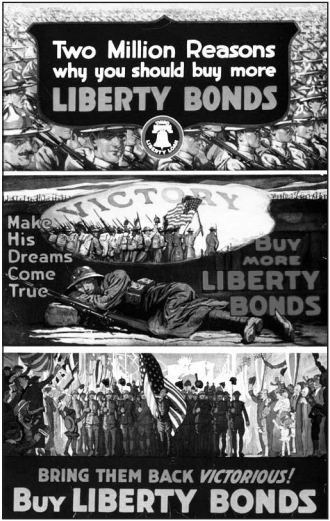 Two Million Reasons
why you should buy more
LIBERTY BONDS
VICTORY
Make
His
Dreams
Come
True
BUY
MORE
LIBERTY
BONDS
BRING THEM BACK VICTORIOUS!
BUY LIBERTY BONDS